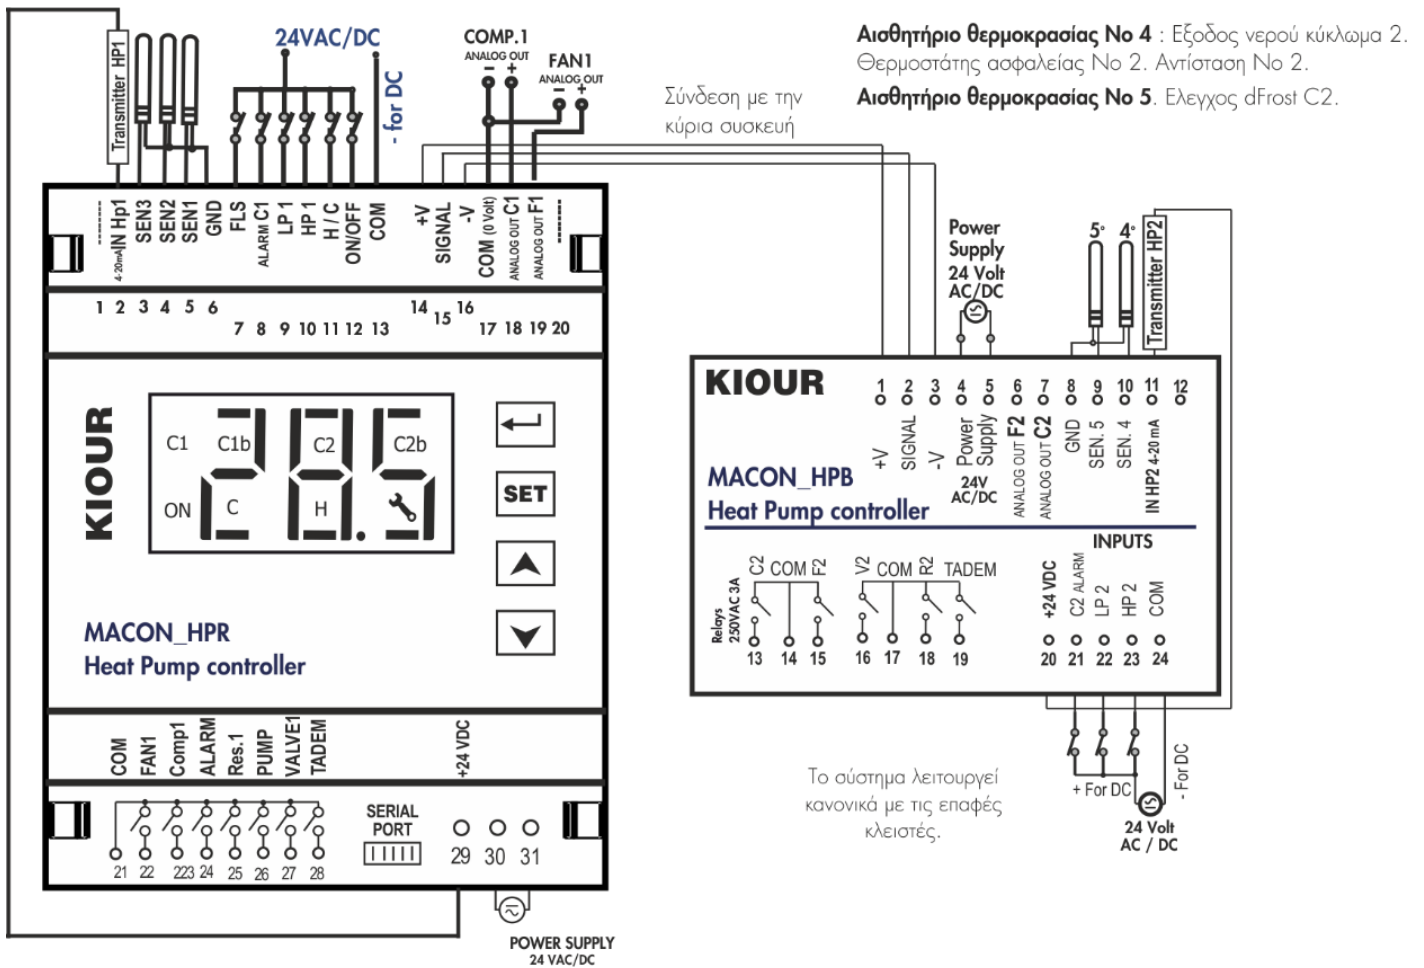 Αισθητήριο θερμοκρασίας Νο 4 : Εξοδος νερού κύκλωμα 2.
Θερμοστάτης ασφαλείας Νο 2. Αντίσταση Νο 2.
Αισθητήριο θερμοκρασίας Νο 5. Ελεγχος dFrost C2.
Transmitter HP1
24VAC/DC
- for DC
COMP.1
ANALOG OUT
- +
FAN1
ANALOG OUT
- +
Σύνδεση με την
κύρια συσκευή
--------
4-20mA IN Hp1
SEN3
SEN2
SEN1
GND
FLS
ALARM C1
LP 1
HP 1
H / C
ON/OFF
COM
+V
SIGNAL
-V
COM (0 Volt)
ANALOG OUT C1
ANALOG OUT F1
--------
1 2 3 4 5 6
7 8 9 10 11 12 13
14 15 16
17 18 19 20
KIOUR
C1 C1b C2 C2b
ON C H
28.5
SET
MACON_HPR
Heat Pump controller
COM
FAN1
Comp1
ALARM
Res.1
PUMP
VALVE1
TADEM
+24 VDC
SERIAL
PORT
21 22 223 24 25 26 27 28
29 30 31
POWER SUPPLY
24 VAC/DC
Power
Supply
24 Volt
AC/DC
5° 4°
Transmitter HP2
KIOUR
1 2 3 4 5 6 7 8 9 10 11 12
+V
SIGNAL
-V
Power
Supply
24V
AC/DC
ANALOG OUT F2
ANALOG OUT C2
GND
SEN. 5
SEN. 4
IN HP2 4-20 mA
MACON_HPB
Heat Pump controller
INPUTS
Relays
250VAC 3A
C2 COM F2
V2 COM R2 TADEM
13 14 15 16 17 18 19
+24 VDC
C2 ALARM
LP 2
HP 2
COM
20 21 22 23 24
+ For DC
- For DC
24 Volt
AC / DC
Το σύστημα λειτουργεί
κανονικά με τις επαφές
κλειστές.